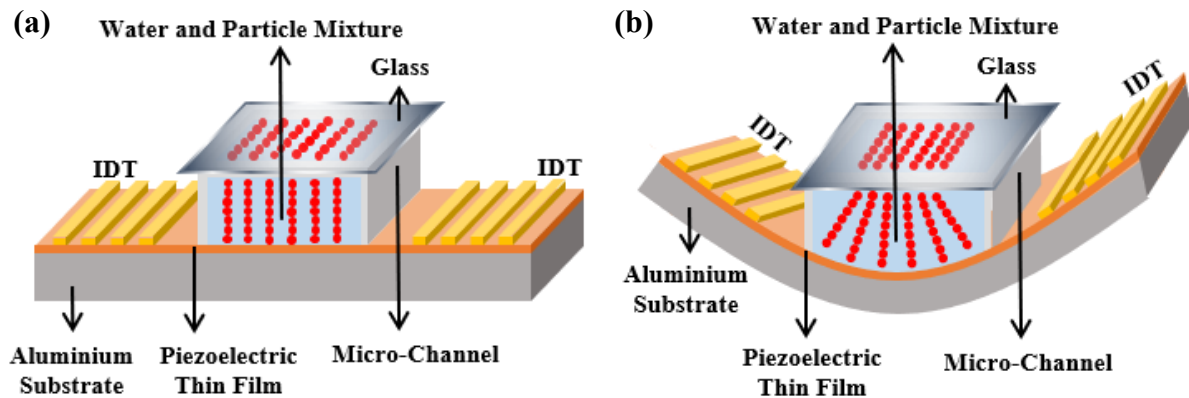 (a)
Water and Particle Mixture
Glass
IDT
IDT
Aluminium
Substrate
Piezoelectric
Thin Film
Micro-Channel
(b)
Water and Particle Mixture
Glass
IDT
IDT
Aluminium
Substrate
Piezoelectric
Thin Film
Micro-Channel